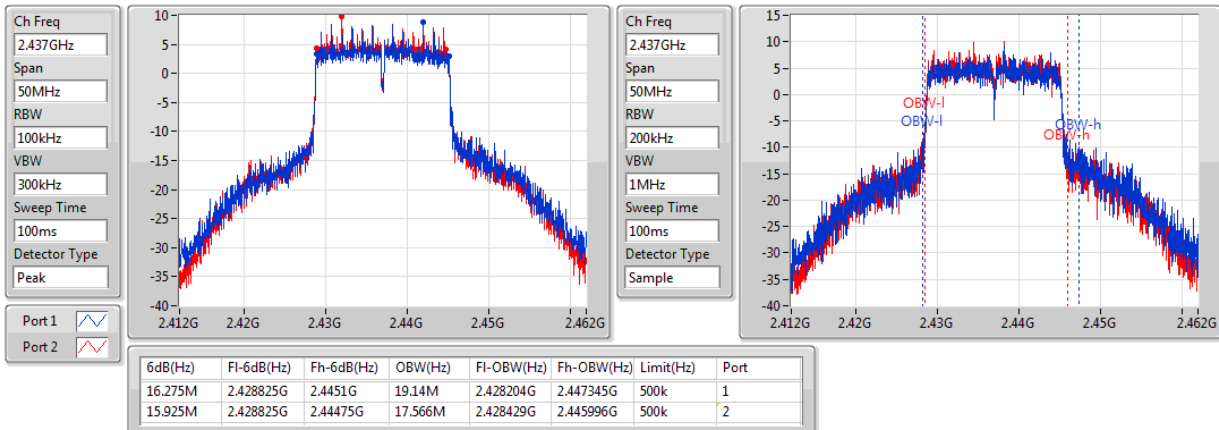 Ch Freq
2.437GHz
Span
50MHz
RBW
100kHz
VBW
300kHz
Sweep Time
100ms
Detector Type
Peak
Port 1
Port 2
10
5
0
-5
-10
-15
-20
-25
-30
-35
-40
2.412G 2.42G 2.43G 2.44G 2.45G 2.462G
Ch Freq
2.437GHz
Span
50MHz
RBW
200kHz
VBW
1MHz
Sweep Time
100ms
Detector Type
Sample
15
10
5
0
-5
-10
-15
-20
-25
-30
-35
-40
OBW-l
OBW-l
OBW-h
OBW-h
2.412G 2.42G 2.43G 2.44G 2.45G 2.462G
6dB(Hz) Fl-6dB(Hz) Fh-6dB(Hz) OBW(Hz) Fl-OBW(Hz) Fh-OBW(Hz) Limit(Hz) Port
16.275M 2.428825G 2.4451G 19.14M 2.428204G 2.447345G 500k 1
15.925M 2.428825G 2.44475G 17.566M 2.428429G 2.445996G 500k 2